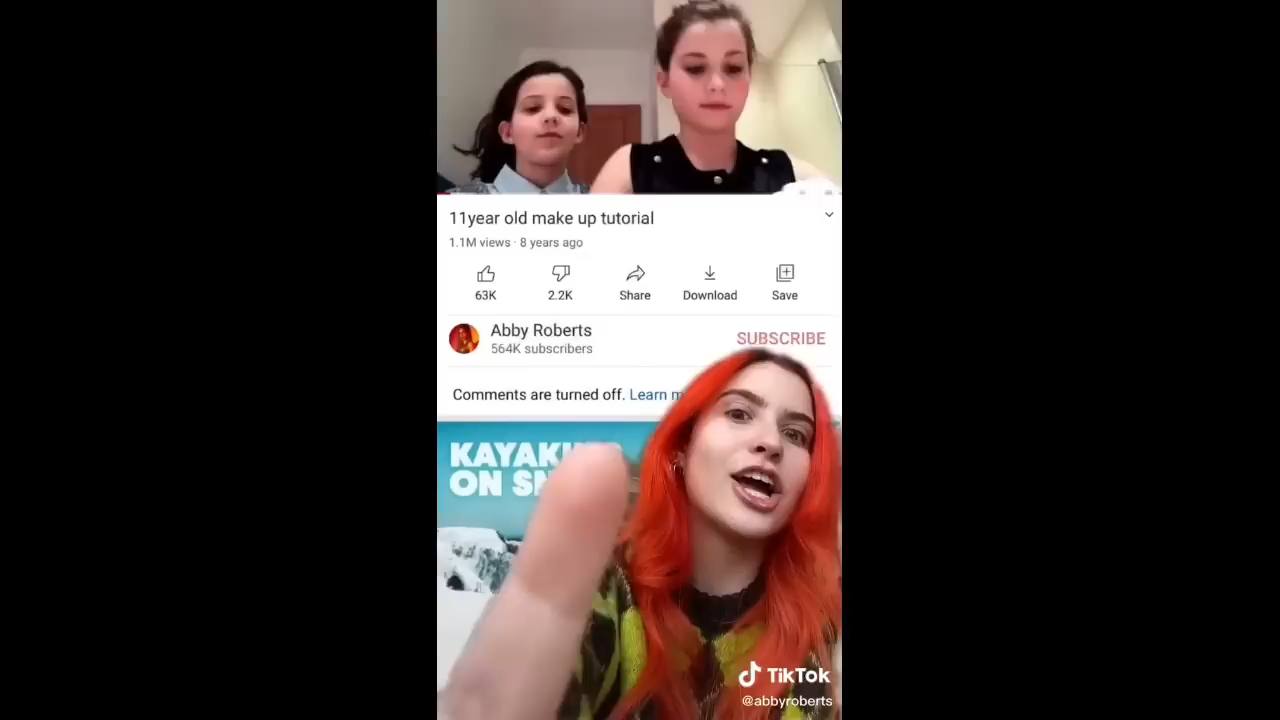 11year old make up tutorial
1.1M views · 8 years ago
63K
2.2K
Share
Download
Save
Abby Roberts
564K subscribers
SUBSCRIBE
Comments are turned off. Learn
ON
TikTok
@abbyroberts